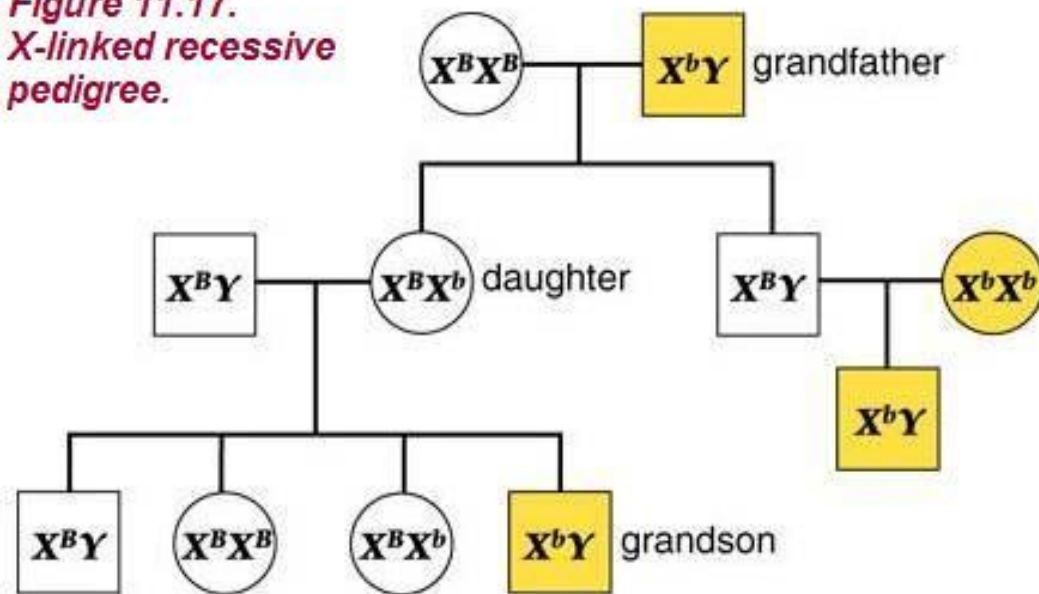 Figure 11.17.
X-linked recessive
pedigree.
XᴮXᴮ XᵇY grandfather
XᴮY XᴮXᵇ daughter XᴮY XᵇXᵇ
XᵇY
XᴮY XᴮXᴮ XᴮXᵇ XᵇY grandson